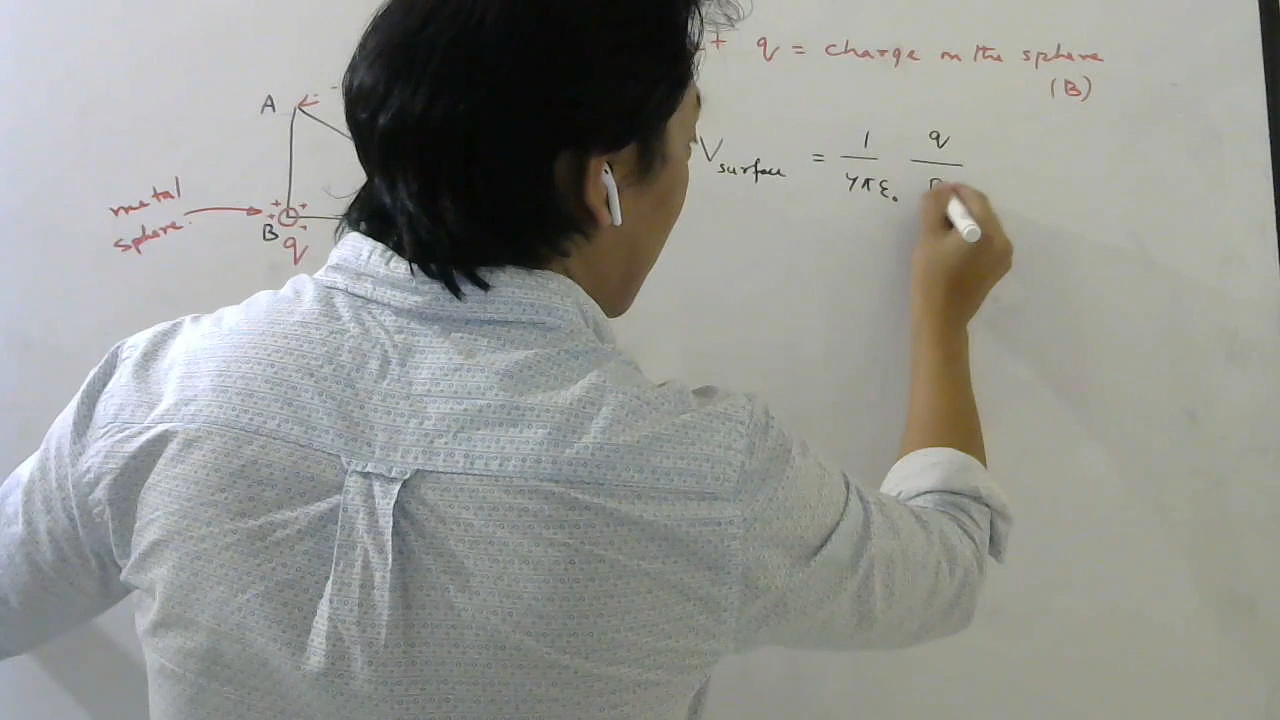 q = charge on the sphere
(B)
A
V surface = 1/4πε₀ q
metal
sphere
B
q